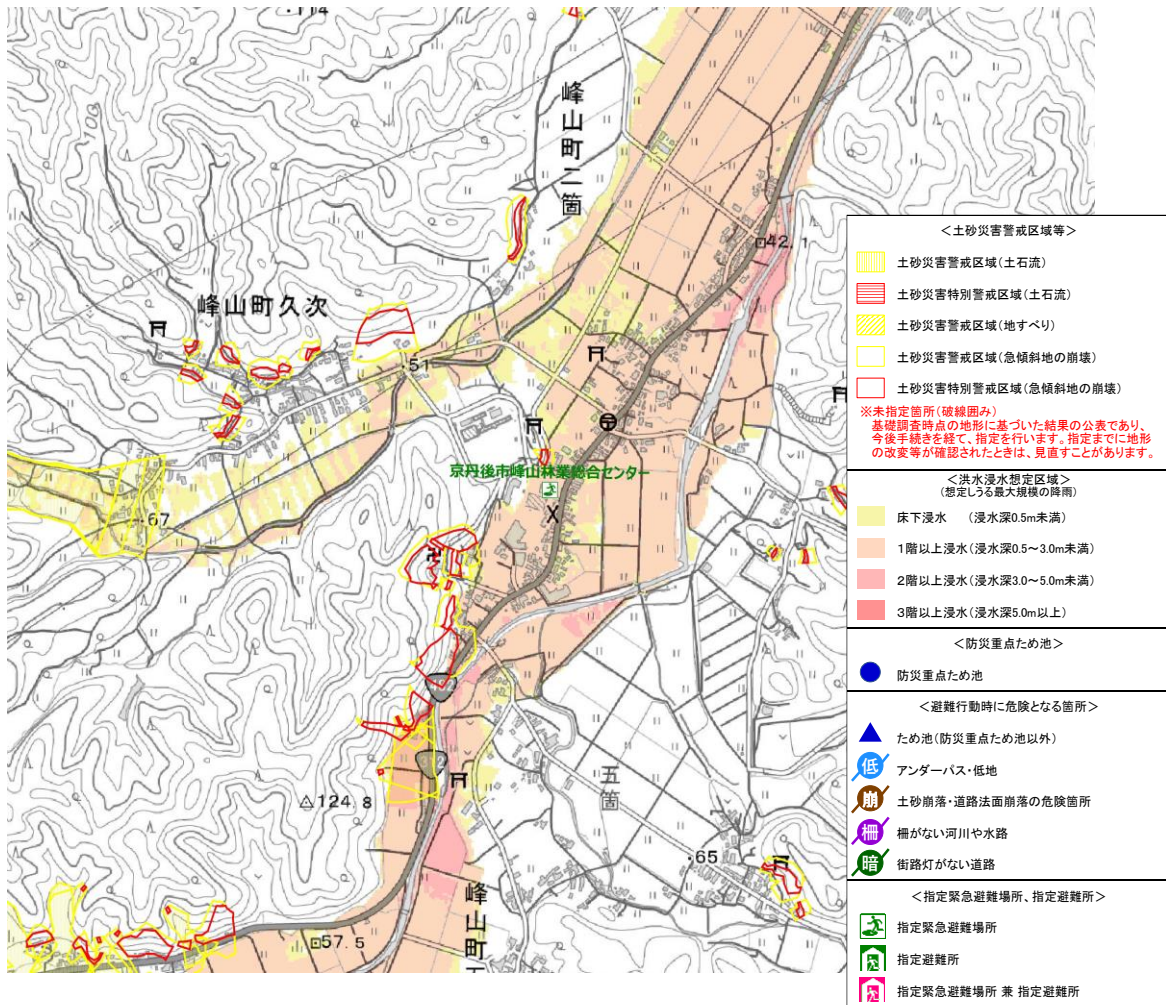 114
峰山町二箇
103
42.1
峰山町久次
51
京丹後市峰山林業総合センター
67
X
五箇
124.8
65
峰山町
57.5
＜土砂災害警戒区域等＞
土砂災害警戒区域（土石流）
土砂災害特別警戒区域（土石流）
土砂災害警戒区域（地すべり）
土砂災害警戒区域（急傾斜地の崩壊）
土砂災害特別警戒区域（急傾斜地の崩壊）
※未指定箇所（破線囲み）
基礎調査時点の地形に基づいた結果の公表であり、
今後手続きを経て、指定を行います。指定までに地形
の改変等が確認されたときは、見直すことがあります。
＜洪水浸水想定区域＞
（想定しうる最大規模の降雨）
床下浸水　（浸水深0.5m未満）
１階以上浸水（浸水深0.5～3.0m未満）
２階以上浸水（浸水深3.0～5.0m未満）
３階以上浸水（浸水深5.0m以上）
＜防災重点ため池＞
防災重点ため池
＜避難行動時に危険となる箇所＞
ため池（防災重点ため池以外）
低 アンダーパス・低地
崩 土砂崩落・道路法面崩落の危険箇所
柵 柵がない河川や水路
暗 街路灯がない道路
＜指定緊急避難場所、指定避難所＞
指定緊急避難場所
指定避難所
指定緊急避難場所 兼 指定避難所